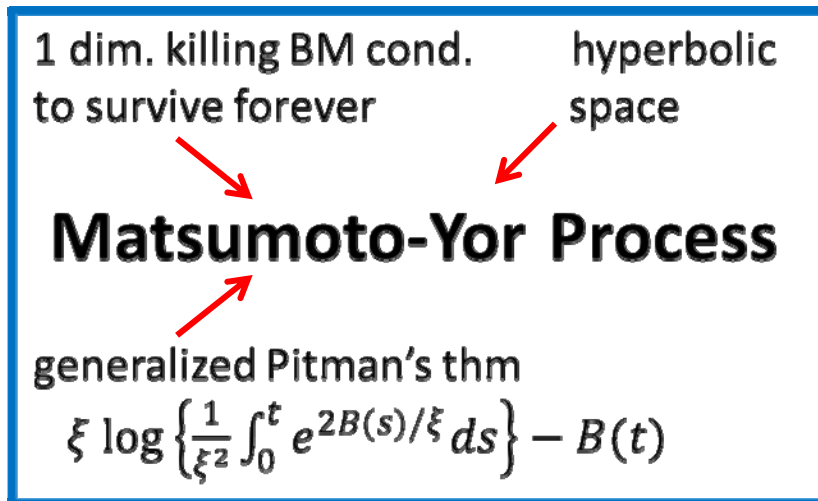 1 dim. killing BM cond. hyperbolic
to survive forever space
Matsumoto-Yor Process
generalized Pitman's thm
ξ log {1/ξ² ∫₀ᵗ e^{2B(s)/ξ} ds} − B(t)